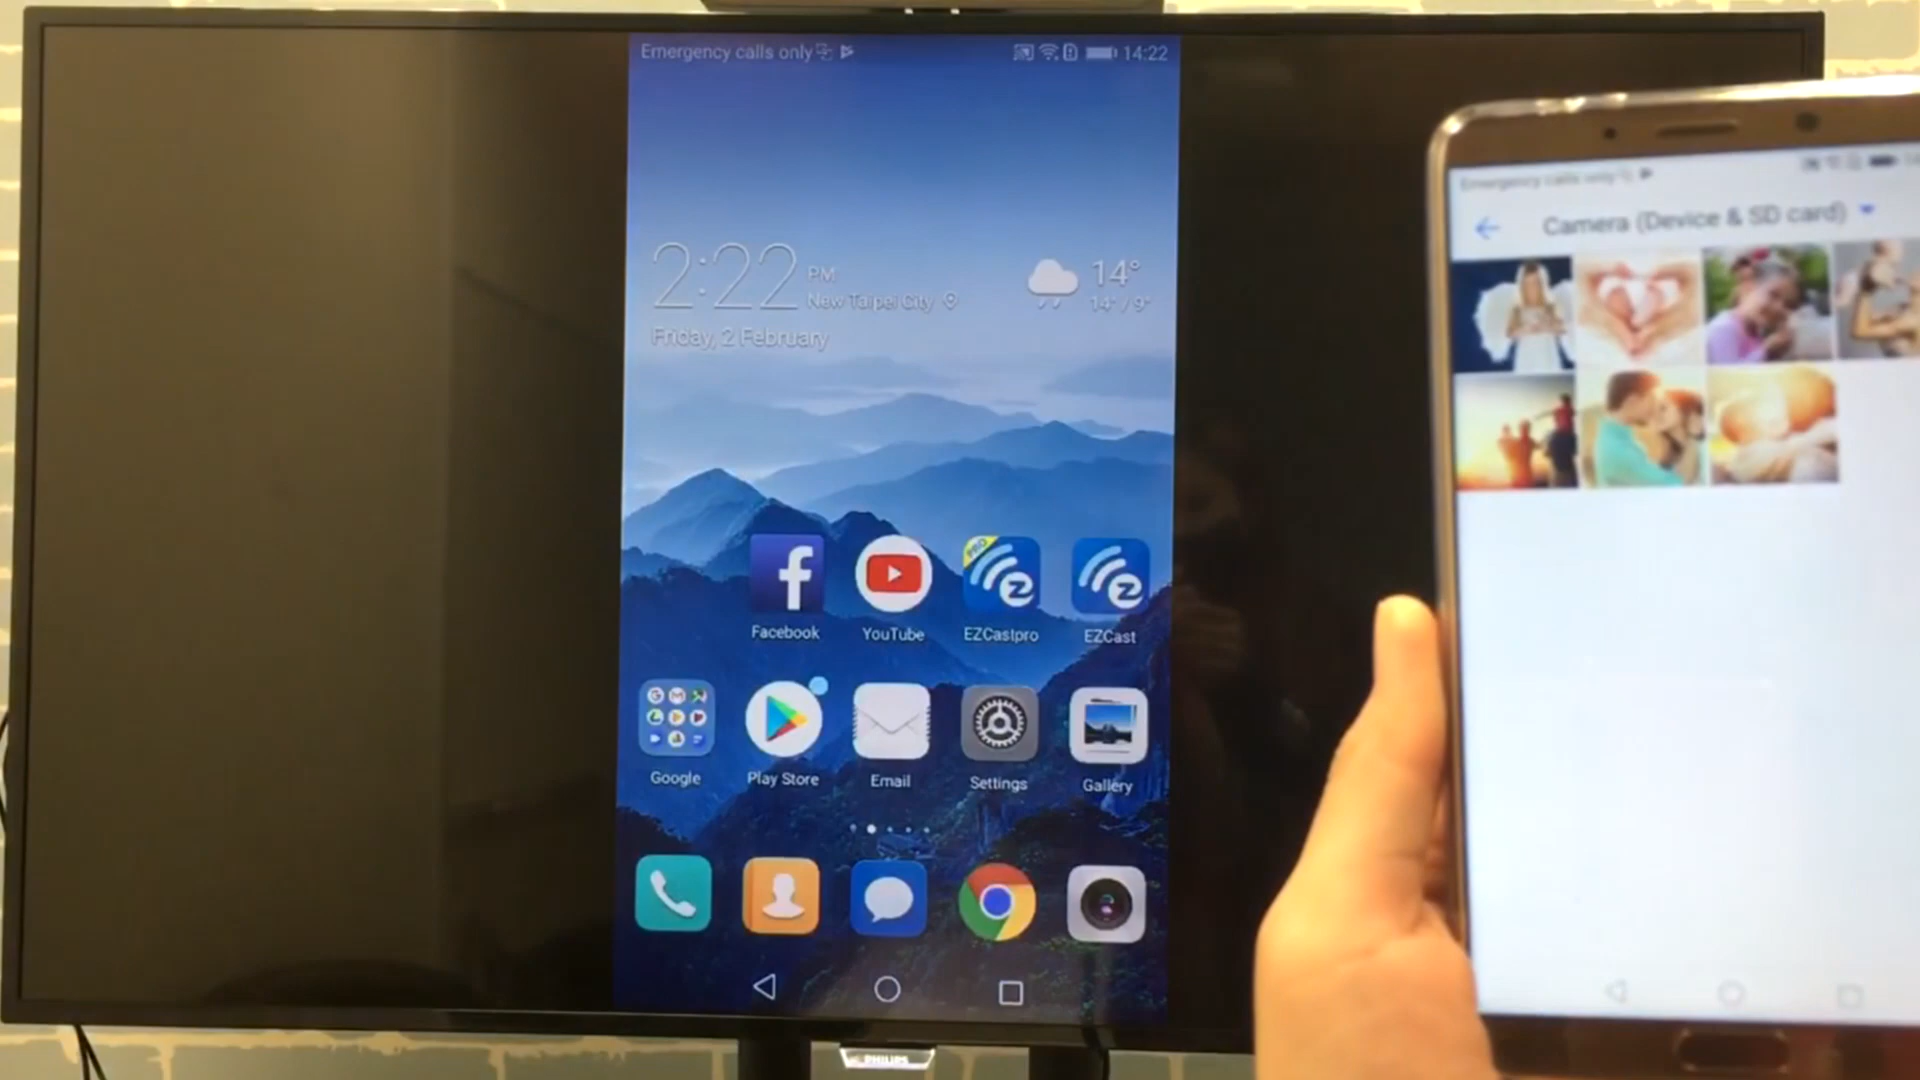 Emergency calls only
14:22
2:22 PM
New Taipei City
14°
14° / 9°
Friday, 2 February
Facebook
YouTube
PRO
EZCastpro
EZCast
Google
Play Store
Email
Settings
Gallery
PHILIPS
Emergency calls only
Camera (Device & SD card)